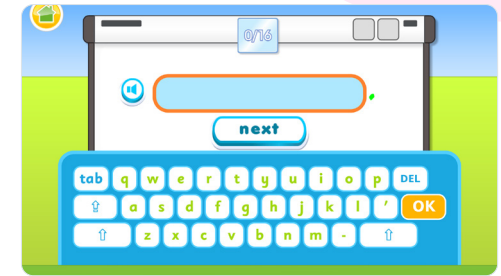 0/16
.
next
tab q w e r t y u i o p DEL
a s d f g h j k l ' OK
z x c v b n m -